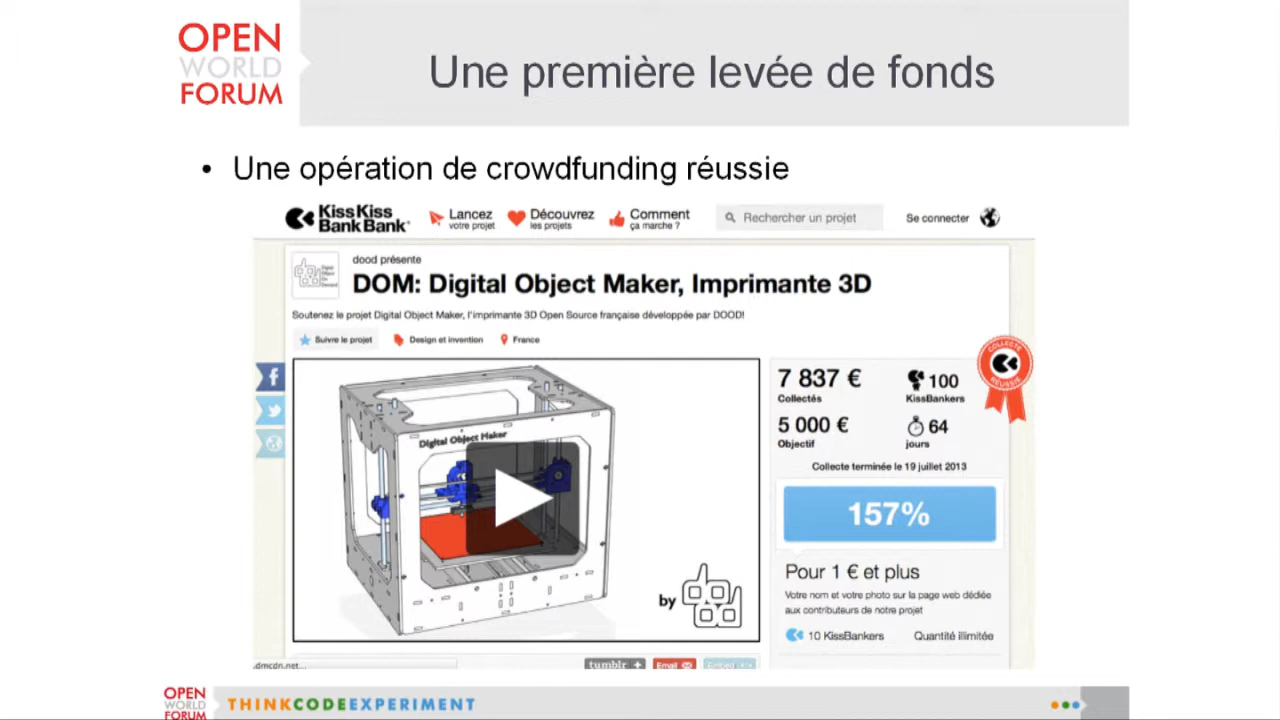 OPEN
WORLD
FORUM
Une première levée de fonds
• Une opération de crowdfunding réussie
KissKiss
BankBank
Lancez
votre projet
Découvrez
les projets
Comment
ça marche ?
Rechercher un projet
Se connecter
dood présente
DOM: Digital Object Maker, Imprimante 3D
Soutenez le projet Digital Object Maker, l'imprimante 3D Open Source française développée par DOOD!
Suivre le projet
Design et invention
France
COLLECTE
RÉUSSIE
Digital Object Maker
by
7 837 €
Collectés
100
KissBankers
5 000 €
Objectif
64
jours
Collecte terminée le 19 juillet 2013
157%
Pour 1 € et plus
Votre nom et votre photo sur la page web dédiée
aux contributeurs de notre projet
10 KissBankers
Quantité illimitée
.dmcdn.net...
tumblr +
Email
Embed
OPEN
WORLD
FORUM
THINKCODEEXPERIMENT